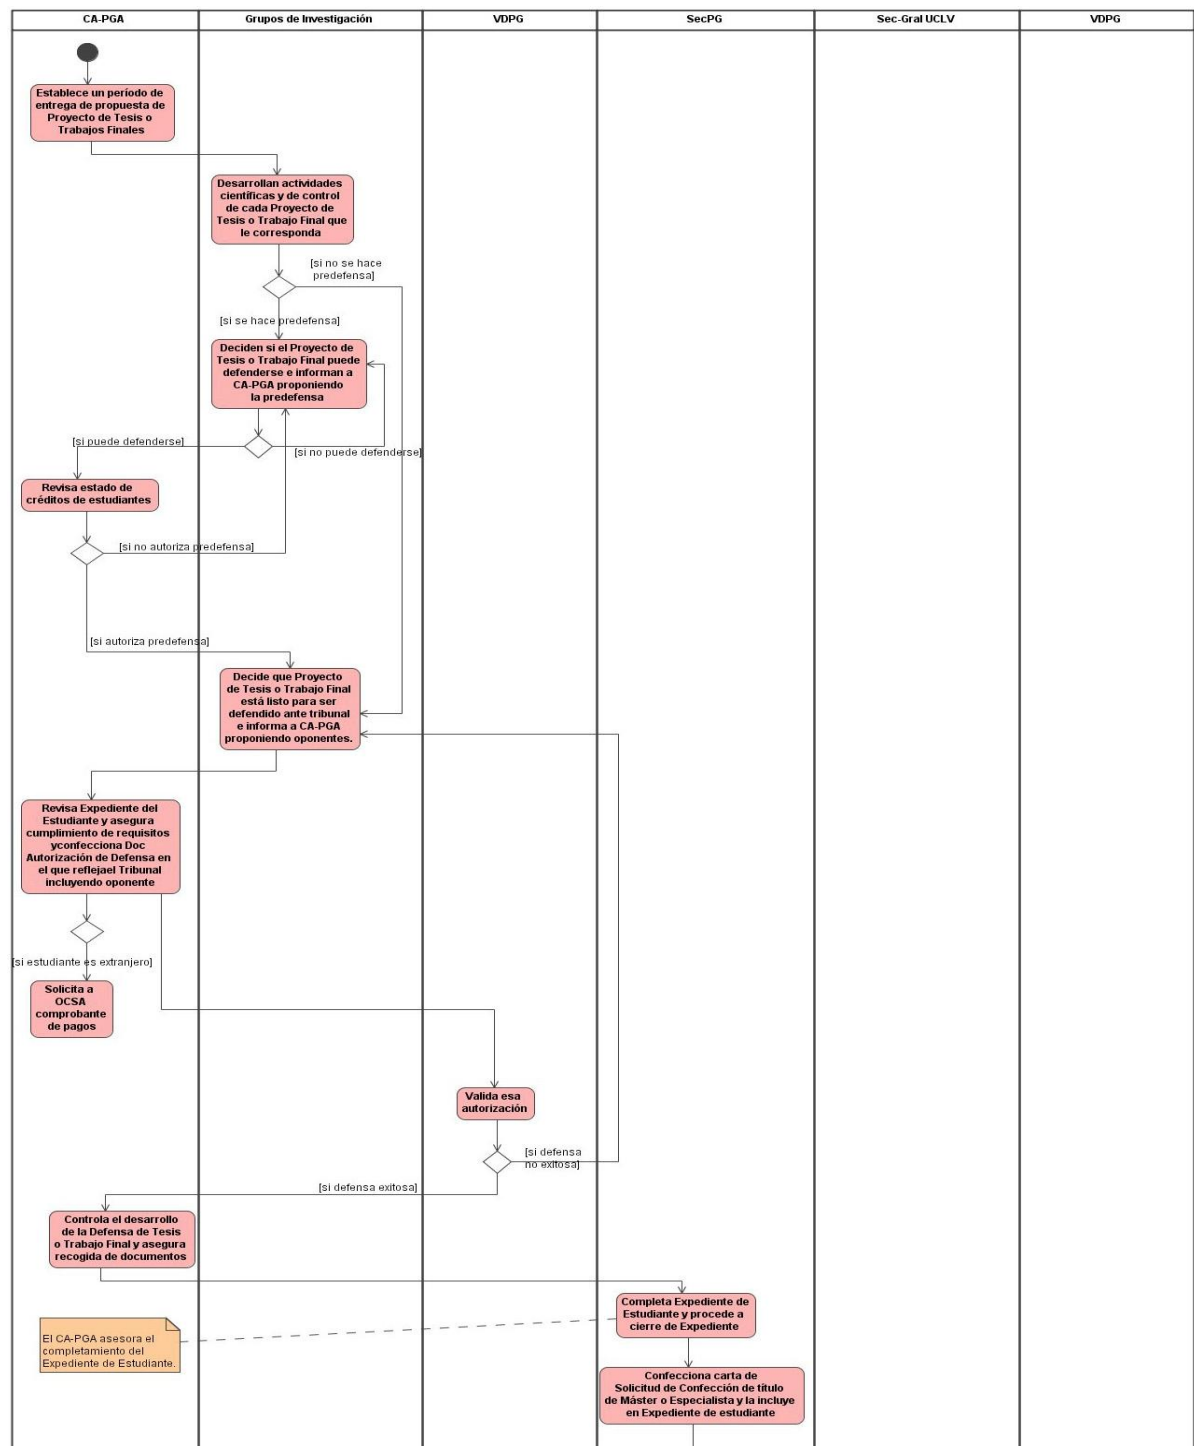 CA-PGA
Grupos de Investigación
VDPG
SecPG
Sec-Gral UCLV
VDPG
Establece un período de
entrega de propuesta de
Proyecto de Tesis o
Trabajos Finales
Desarrollan actividades
científicas y de control
de cada Proyecto de
Tesis o Trabajo Final que
le corresponda
[si no se hace
predefensa]
[si se hace predefensa]
Deciden si el Proyecto de
Tesis o Trabajo Final puede
defenderse e informan a
CA-PGA proponiendo
la predefensa
[si puede defenderse]
[si no puede defenderse]
Revisa estado de
créditos de estudiantes
[si no autoriza predefensa]
[si autoriza predefensa]
Decide que Proyecto
de Tesis o Trabajo Final
está listo para ser
defendido ante tribunal
e informa a CA-PGA
proponiendo oponentes.
Revisa Expediente del
Estudiante y asegura
cumplimiento de requisitos
yconfecciona Doc
Autorización de Defensa en
el que reflejael Tribunal
incluyendo oponente
[si estudiante es extranjero]
Solicita a
OCSA
comprobante
de pagos
Valida esa
autorización
[si defensa
no exitosa]
[si defensa exitosa]
Controla el desarrollo
de la Defensa de Tesis
o Trabajo Final y asegura
recogida de documentos
Completa Expediente de
Estudiante y procede a
cierre de Expediente
El CA-PGA asesora el
completamiento del
Expediente de Estudiante.
Confecciona carta de
Solicitud de Confección de título
de Máster o Especialista y la incluye
en Expediente de estudiante